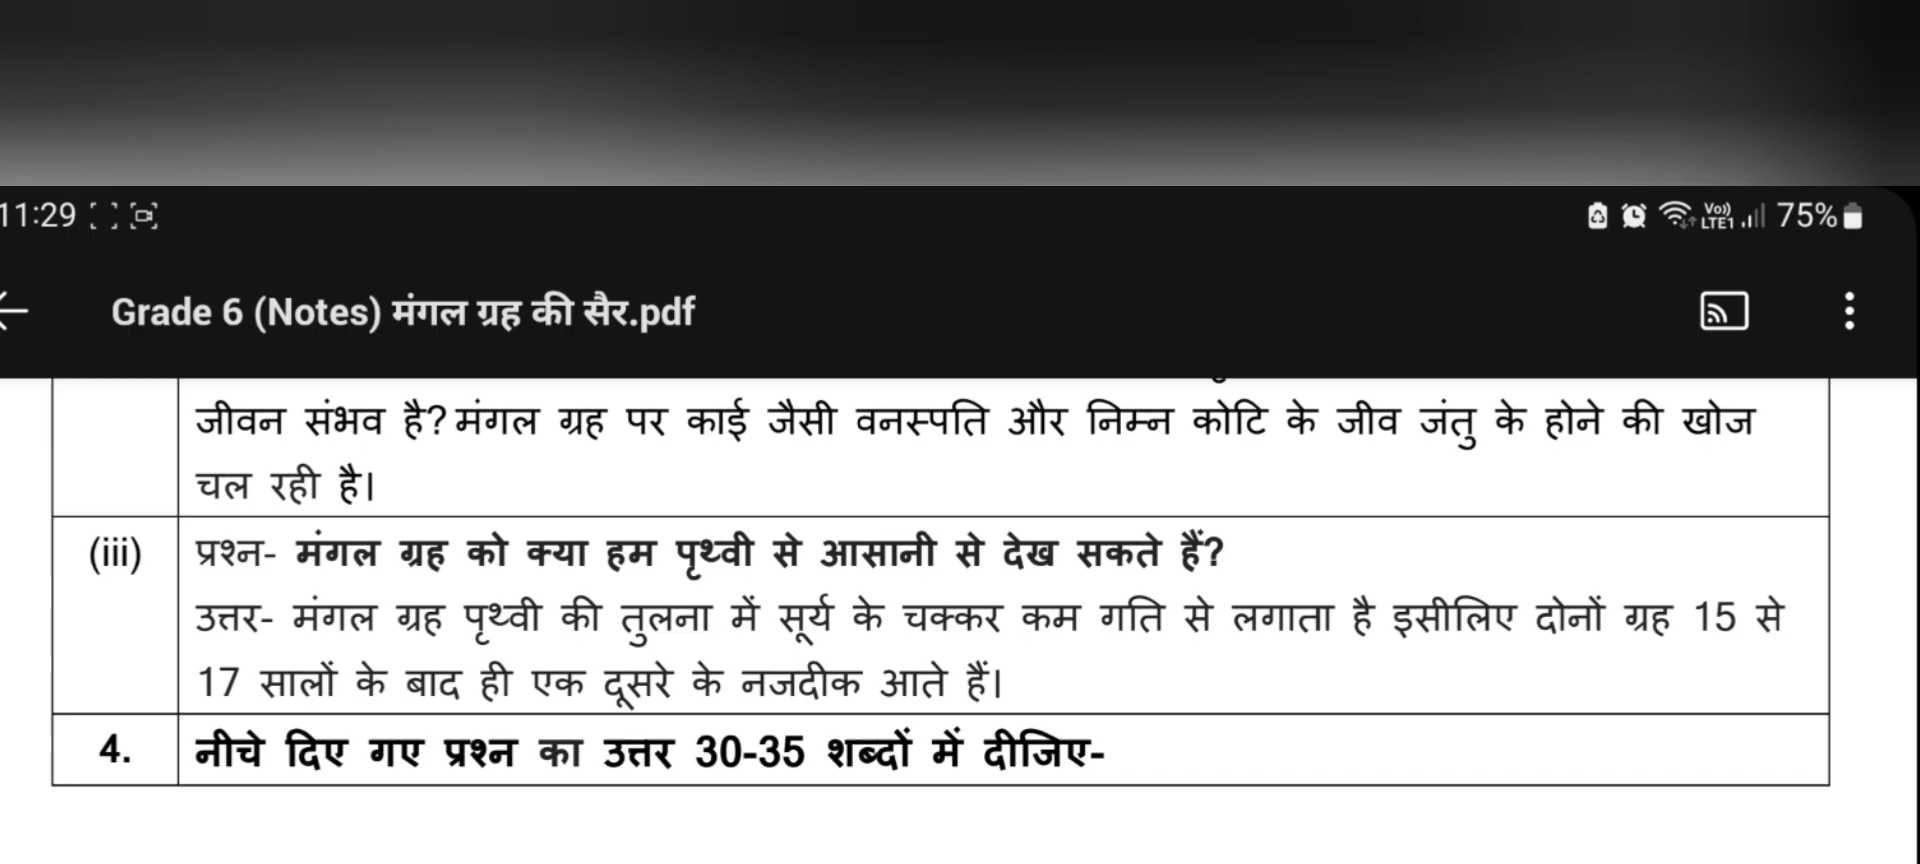 11:29
Vo)) LTE1 75%
Grade 6 (Notes) मंगल ग्रह की सैर.pdf
जीवन संभव है? मंगल ग्रह पर काई जैसी वनस्पति और निम्न कोटि के जीव जंतु के होने की खोज
चल रही है।
(iii) प्रश्न- मंगल ग्रह को क्या हम पृथ्वी से आसानी से देख सकते हैं?
उत्तर- मंगल ग्रह पृथ्वी की तुलना में सूर्य के चक्कर कम गति से लगाता है इसीलिए दोनों ग्रह 15 से
17 सालों के बाद ही एक दूसरे के नजदीक आते हैं।
4. नीचे दिए गए प्रश्न का उत्तर 30-35 शब्दों में दीजिए-